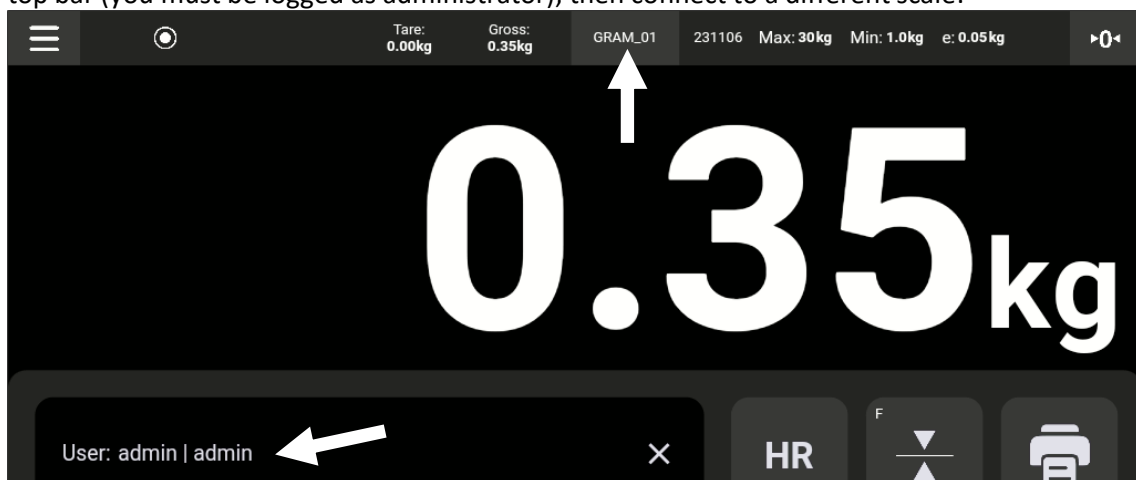 top bar (you must be logged as administrator), then connect to a different scale.
Tare: Gross:
0.00kg 0.35kg GRAM_01 231106 Max: 30kg Min: 1.0kg e: 0.05kg 0
0.35kg
User: admin | admin
HR
F